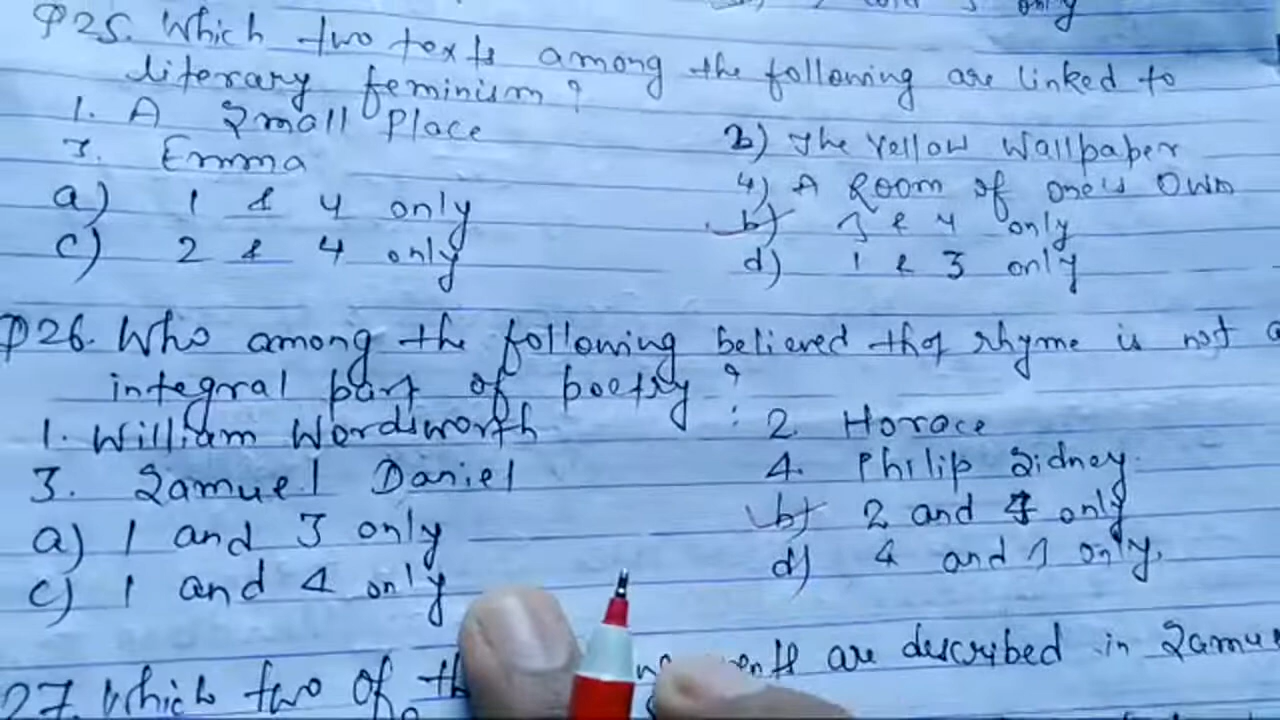 only
Q25. Which two texts among the following are linked to
literary feminism?
1. A Small Place 2) The Yellow Wallpaper
3. Emma 4) A Room of one's Own
a) 1 & 4 only b) 3 & 4 only
c) 2 & 4 only d) 1 & 3 only
Q26. Who among the following believed that rhyme is not a
integral part of poetry?
1. William Wordsworth : 2. Horace
3. Samuel Daniel 4. Philip Sidney.
a) 1 and 3 only b) 2 and 4 only
c) 1 and 4 only d) 4 and 1 only.
27. Which two of are described in